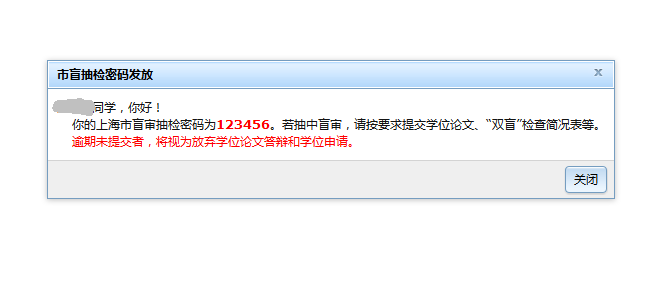 市盲抽检密码发放
x
同学，你好！
你的上海市盲审抽检密码为123456。若抽中盲审，请按要求提交学位论文、“双盲”检查简况表等。
逾期未提交者，将视为放弃学位论文答辩和学位申请。
关闭